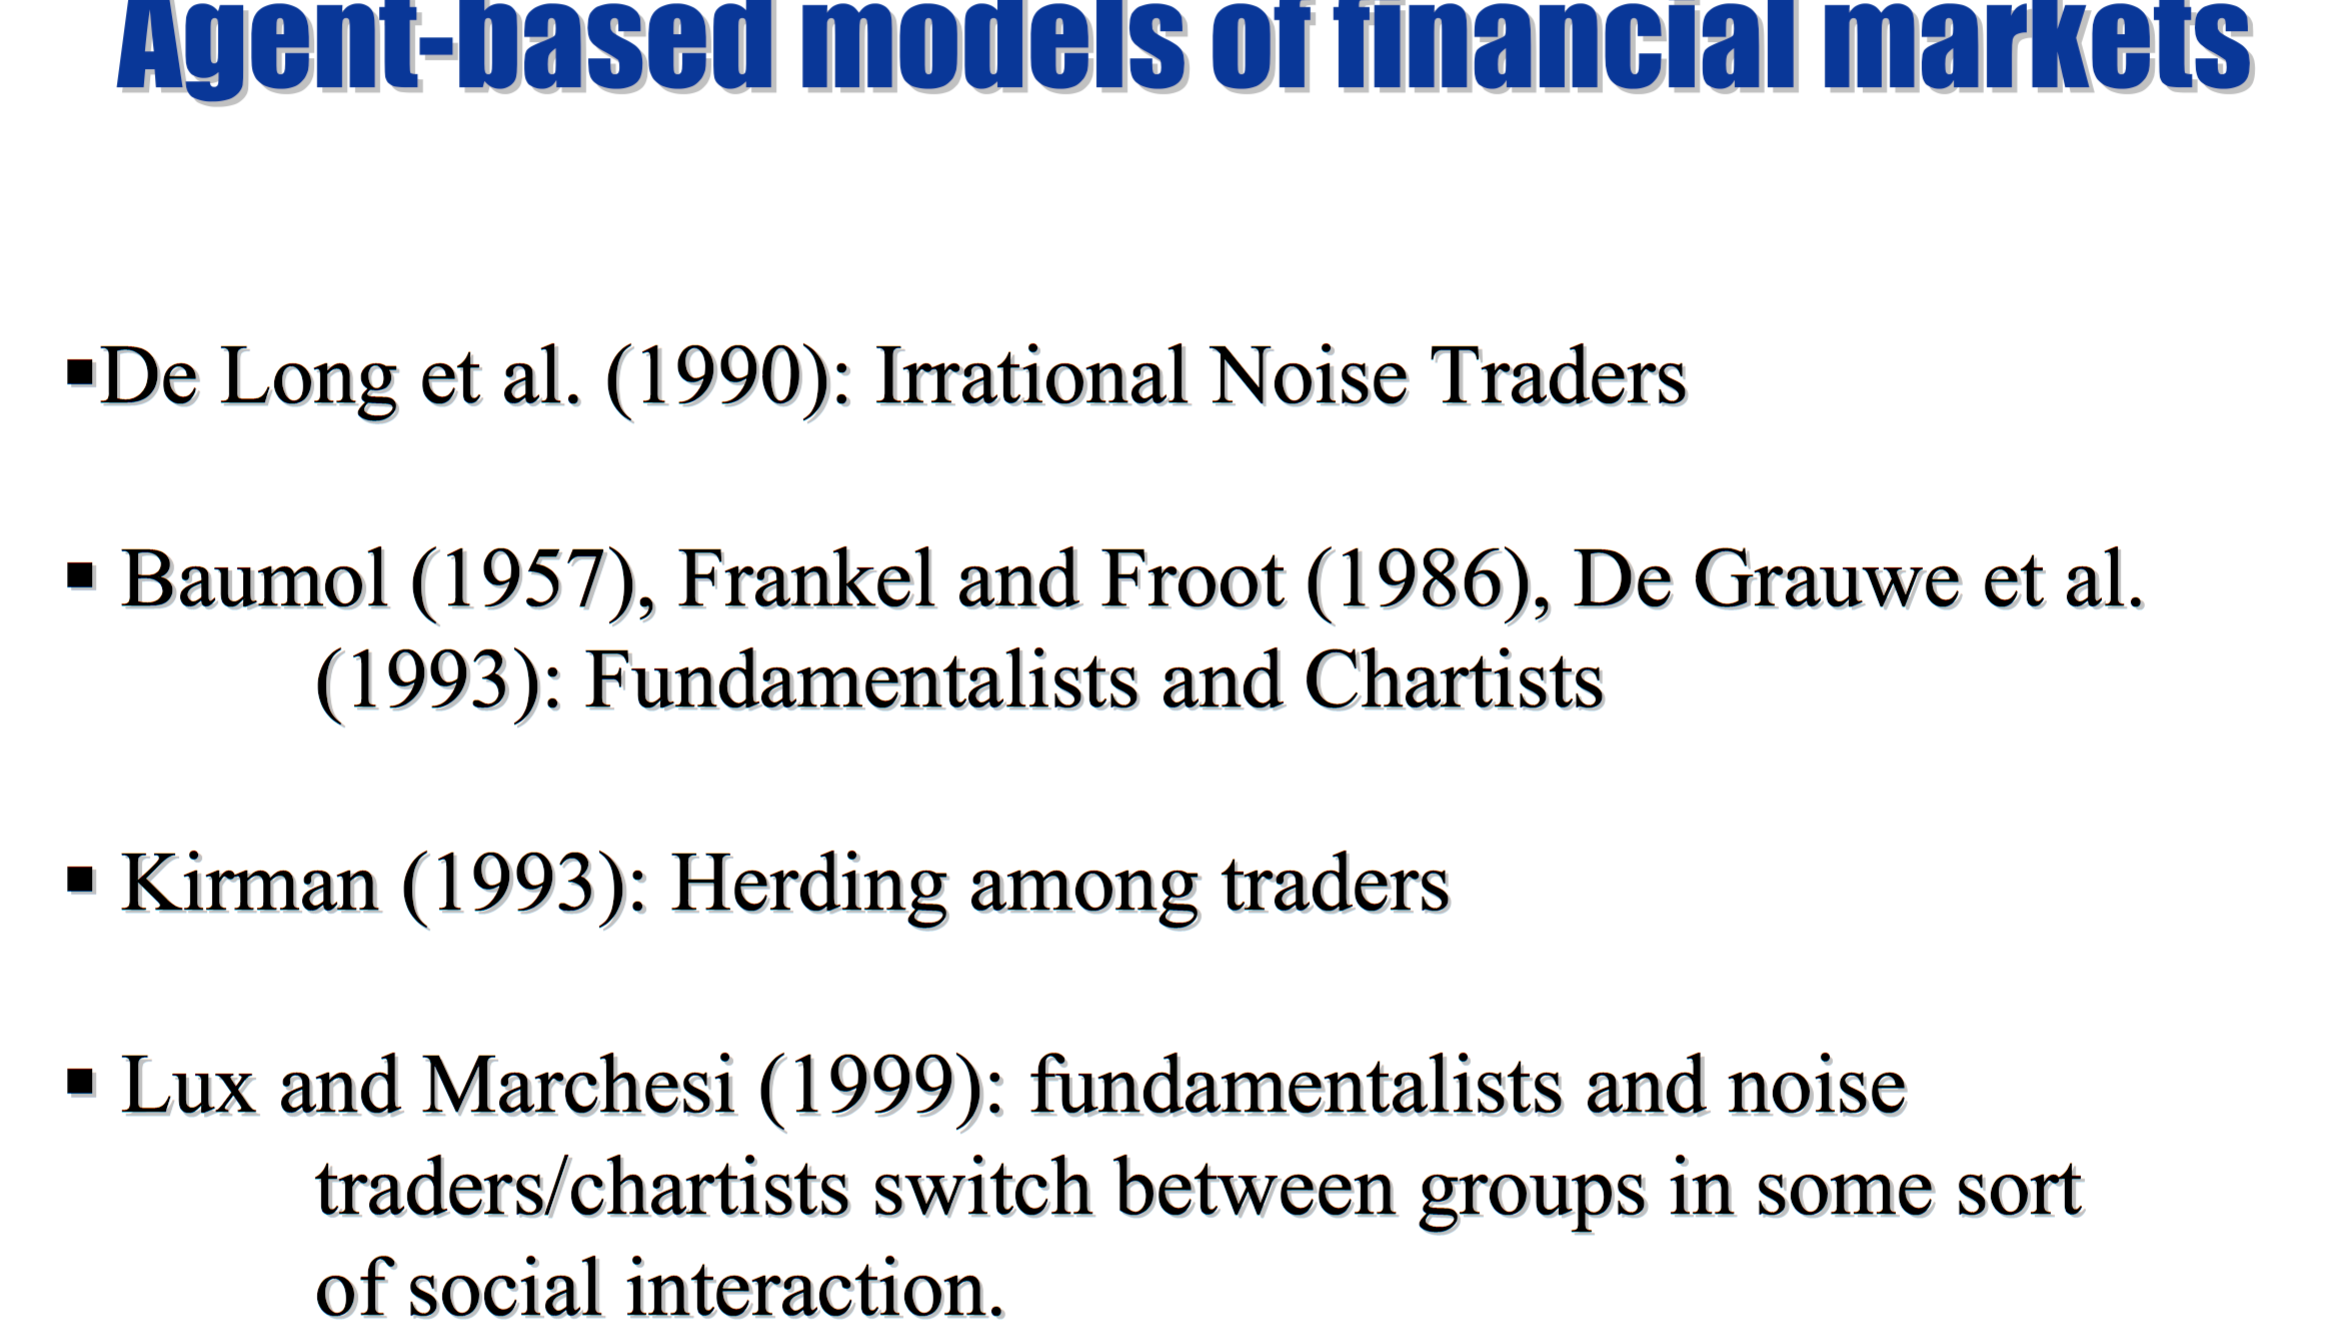 Agent-based models of financial markets
▪De Long et al. (1990): Irrational Noise Traders
▪ Baumol (1957), Frankel and Froot (1986), De Grauwe et al.
(1993): Fundamentalists and Chartists
▪ Kirman (1993): Herding among traders
▪ Lux and Marchesi (1999): fundamentalists and noise
traders/chartists switch between groups in some sort
of social interaction.